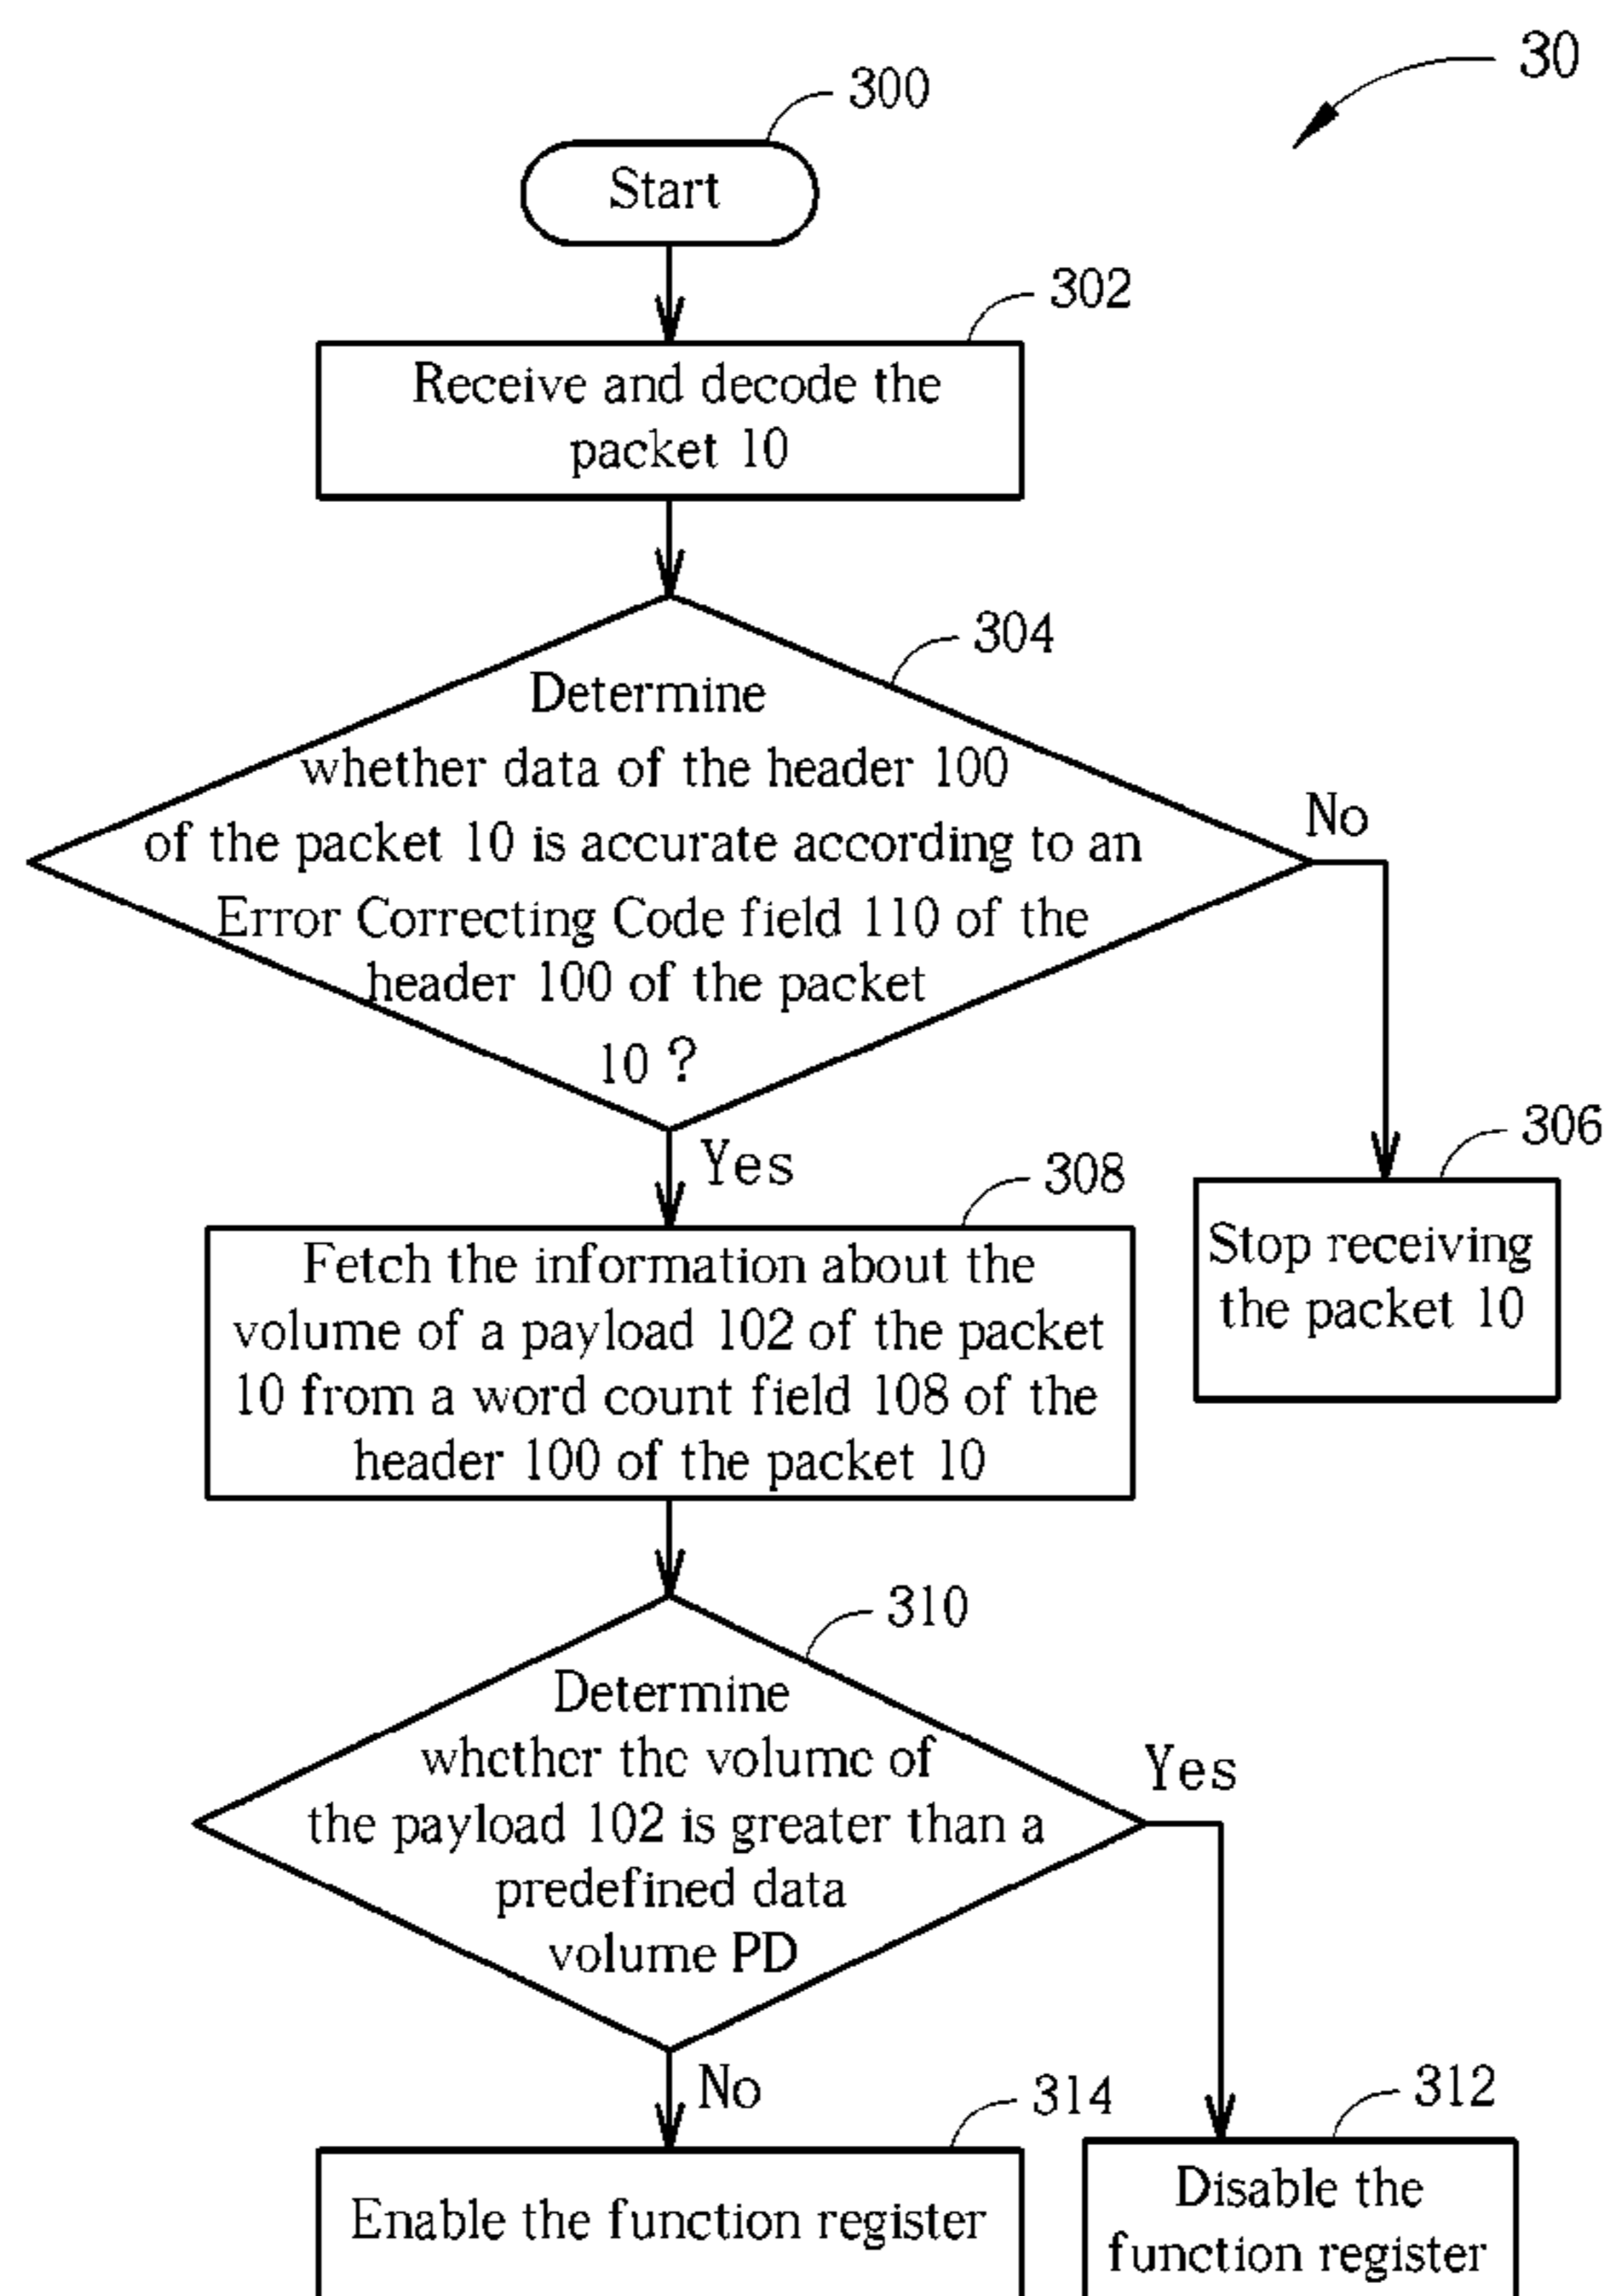 30
300
Start
302
Receive and decode the
packet 10
304
Determine
whether data of the header 100
of the packet 10 is accurate according to an
Error Correcting Code field 110 of the
header 100 of the packet
10 ?
No
Yes
306
Stop receiving
the packet 10
308
Fetch the information about the
volume of a payload 102 of the packet
10 from a word count field 108 of the
header 100 of the packet 10
310
Determine
whether the volume of
the payload 102 is greater than a
predefined data
volume PD
Yes
No
314
Enable the function register
312
Disable the
function register